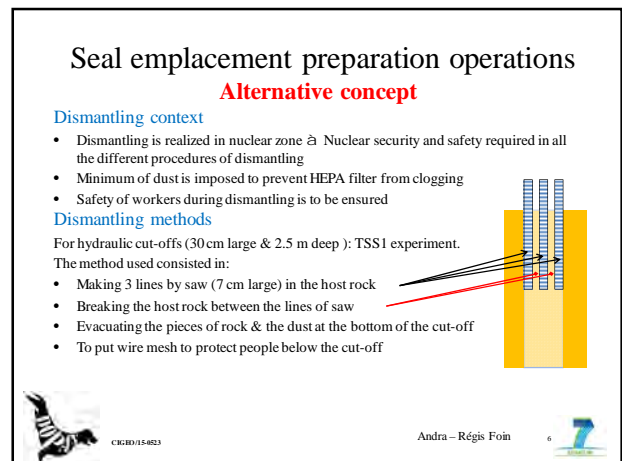 Seal emplacement preparation operations
Alternative concept
Dismantling context
• Dismantling is realized in nuclear zone à Nuclear security and safety required in all
the different procedures of dismantling
• Minimum of dust is imposed to prevent HEPA filter from clogging
• Safety of workers during dismantling is to be ensured
Dismantling methods
For hydraulic cut-offs (30 cm large & 2.5 m deep ): TSS1 experiment.
The method used consisted in:
• Making 3 lines by saw (7 cm large) in the host rock
• Breaking the host rock between the lines of saw
• Evacuating the pieces of rock & the dust at the bottom of the cut-off
• To put wire mesh to protect people below the cut-off
DOPAS
CIGEO/15-0523
Andra – Régis Foin
6